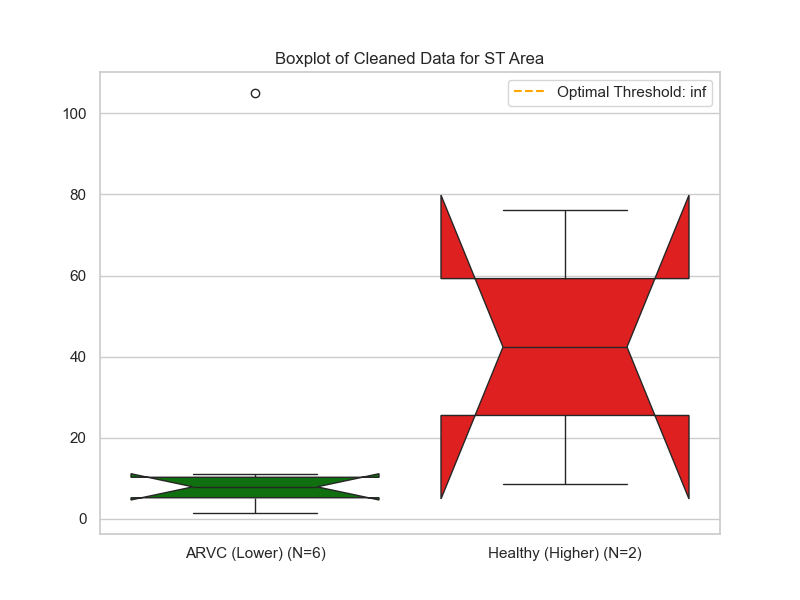 Boxplot of Cleaned Data for ST Area
Optimal Threshold: inf
100
80
60
40
20
0
ARVC (Lower) (N=6)
Healthy (Higher) (N=2)